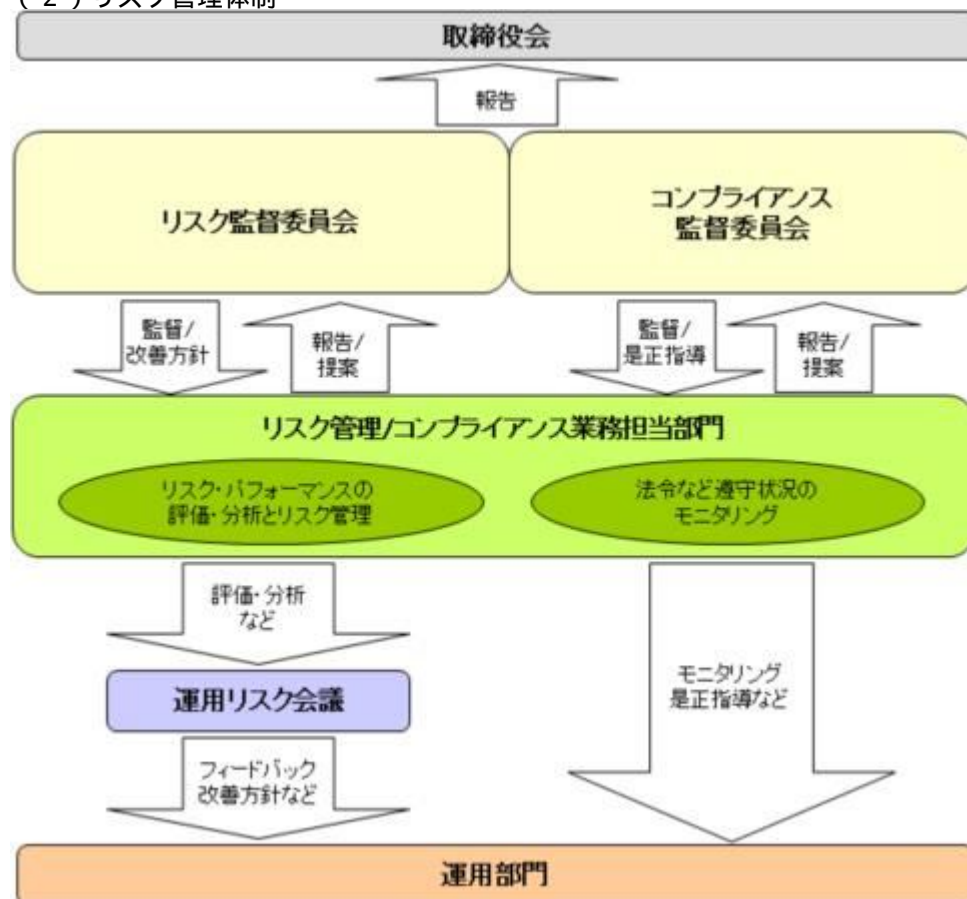 (２)リスク管理体制
取締役会
報告
リスク監督委員会
コンプライアンス
監督委員会
監督/
改善方針
報告/
提案
監督/
是正指導
報告/
提案
リスク管理/コンプライアンス業務担当部門
リスク・パフォーマンスの
評価・分析とリスク管理
法令など遵守状況の
モニタリング
評価・分析
など
運用リスク会議
モニタリング
是正指導など
フィードバック
改善方針など
運用部門